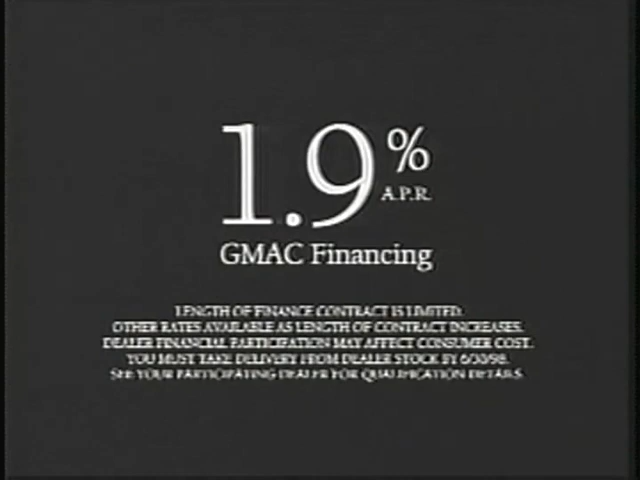 1.9%
A.P.R.
GMAC Financing
LENGTH OF FINANCE CONTRACT IS LIMITED.
OTHER RATES AVAILABLE AS LENGTH OF CONTRACT INCREASES.
DEALER FINANCIAL PARTICIPATION MAY AFFECT CONSUMER COST.
YOU MUST TAKE DELIVERY FROM DEALER STOCK BY 6/30/98.
SEE YOUR PARTICIPATING DEALER FOR QUALIFICATION DETAILS.